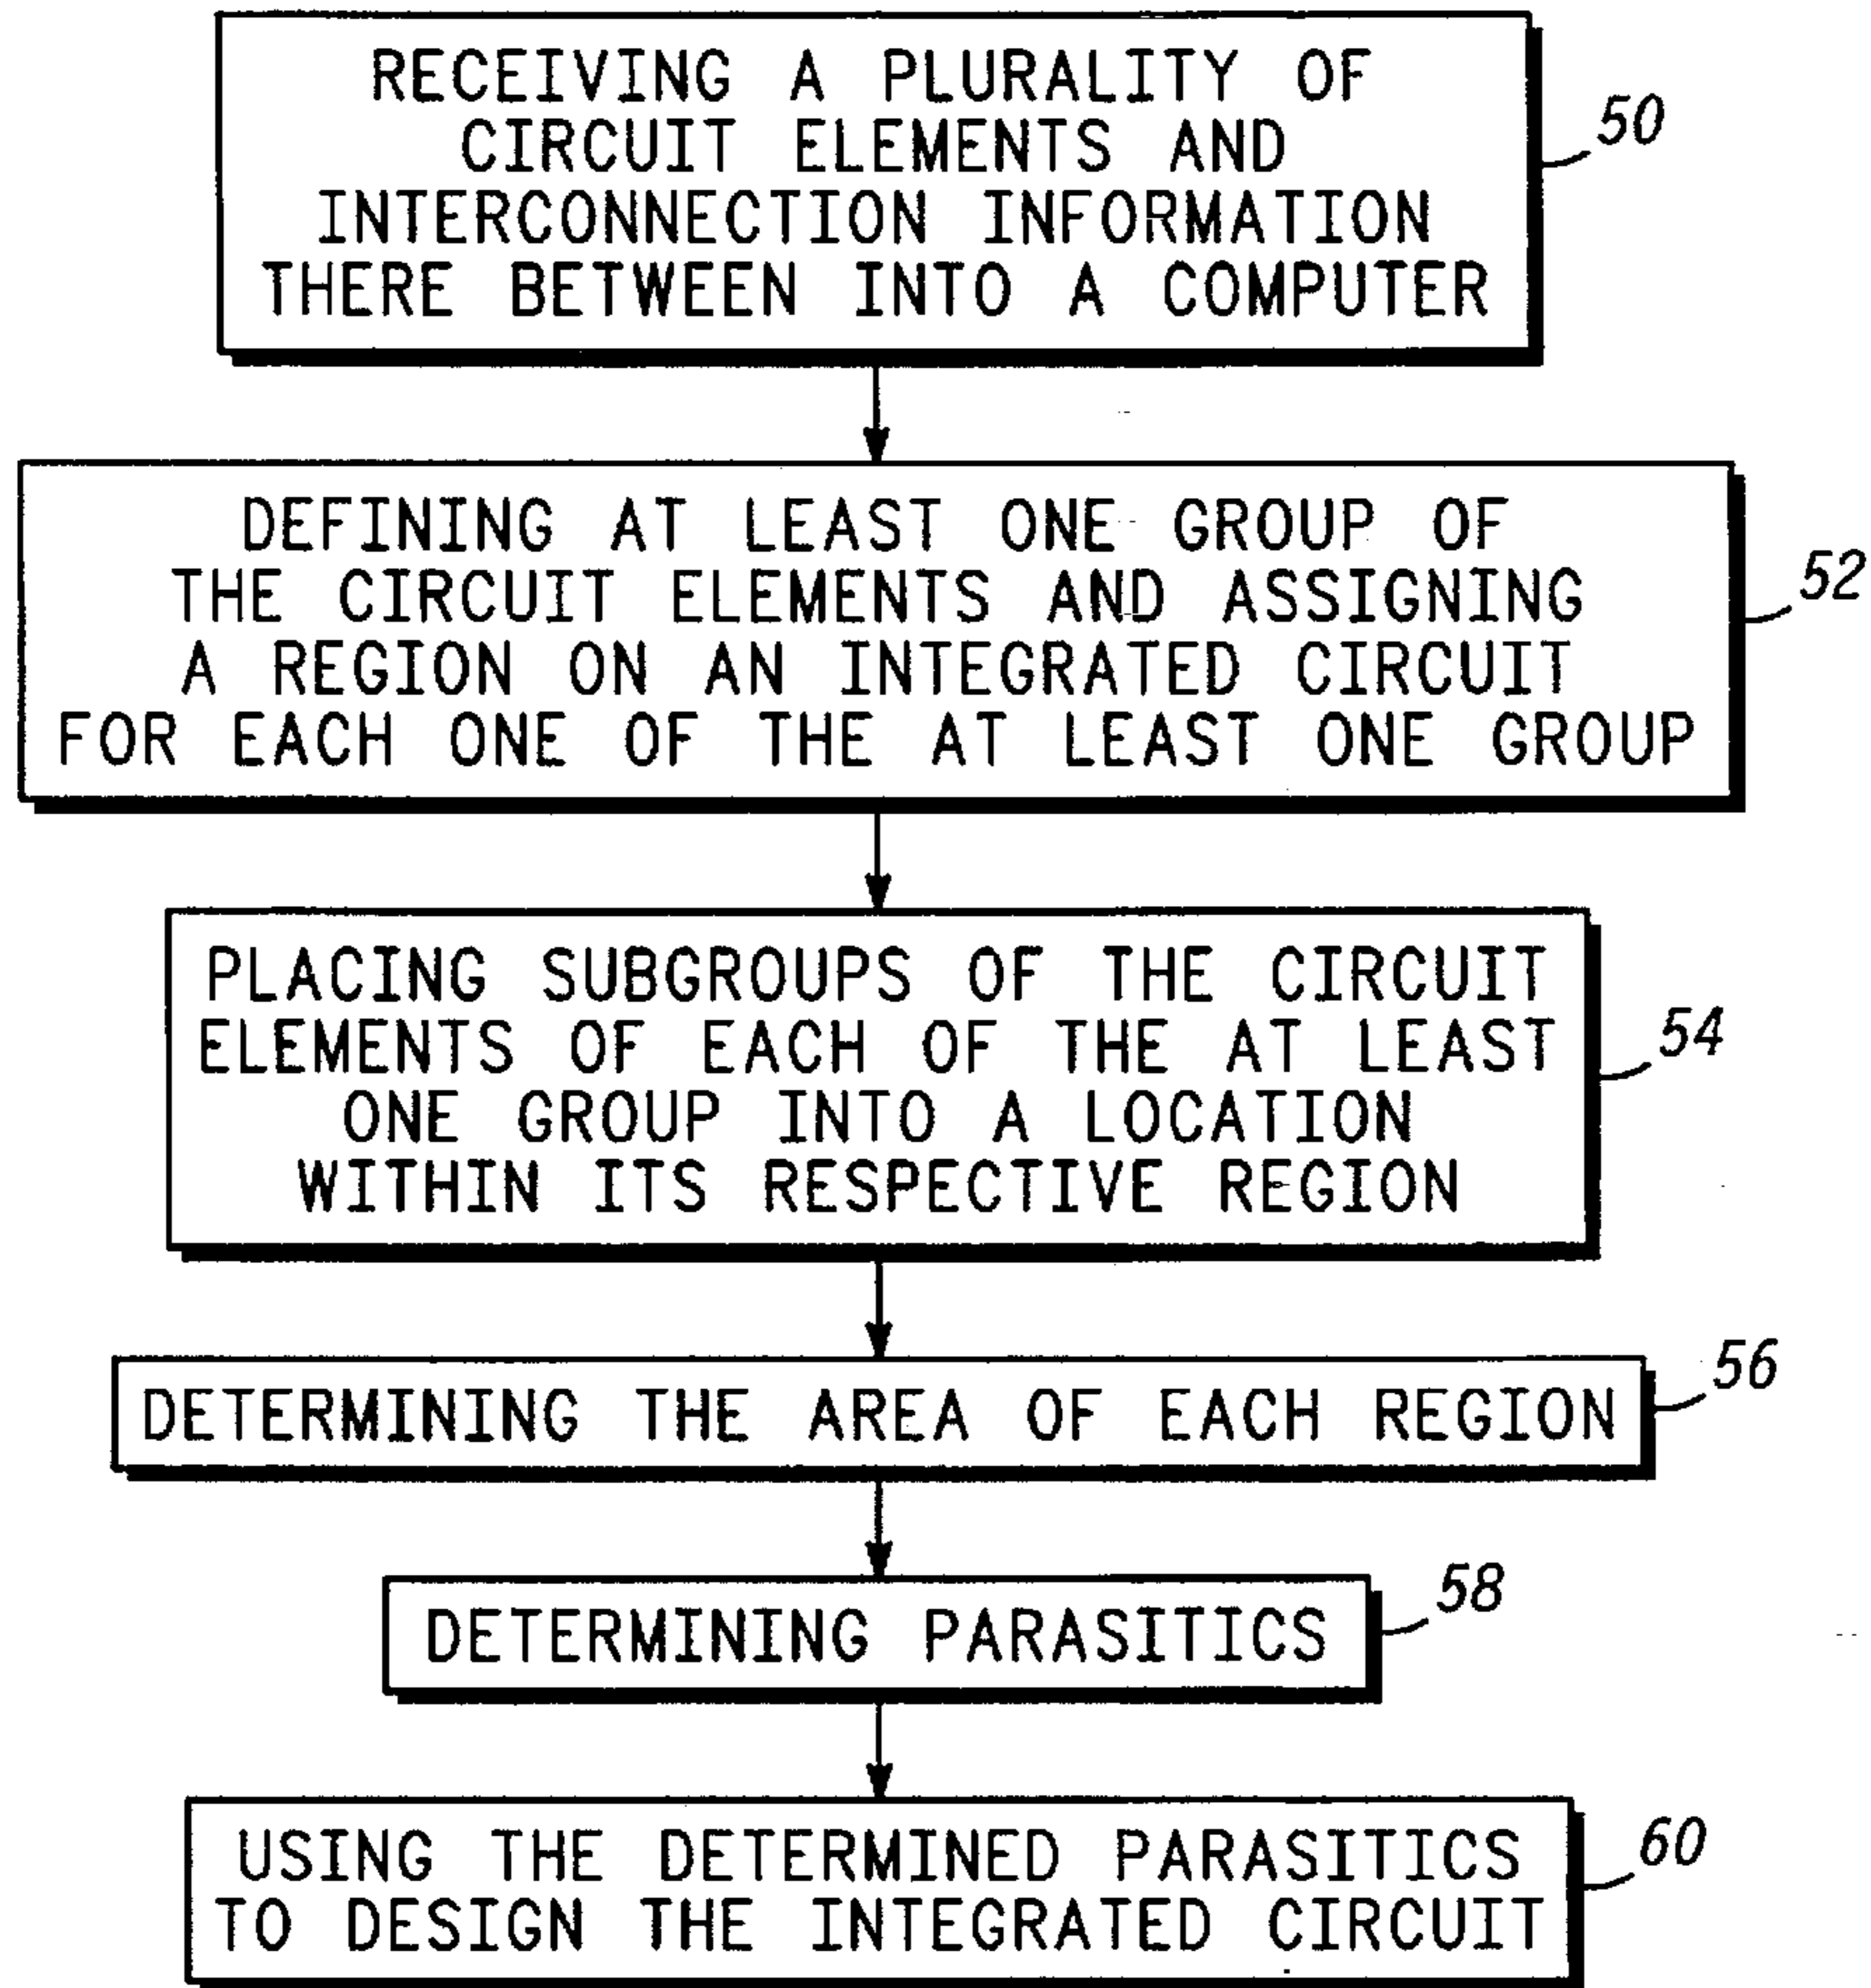 RECEIVING A PLURALITY OF
CIRCUIT ELEMENTS AND
INTERCONNECTION INFORMATION
THERE BETWEEN INTO A COMPUTER
50
DEFINING AT LEAST ONE GROUP OF
THE CIRCUIT ELEMENTS AND ASSIGNING
A REGION ON AN INTEGRATED CIRCUIT
FOR EACH ONE OF THE AT LEAST ONE GROUP
52
PLACING SUBGROUPS OF THE CIRCUIT
ELEMENTS OF EACH OF THE AT LEAST
ONE GROUP INTO A LOCATION
WITHIN ITS RESPECTIVE REGION
54
DETERMINING THE AREA OF EACH REGION
56
DETERMINING PARASITICS
58
USING THE DETERMINED PARASITICS
TO DESIGN THE INTEGRATED CIRCUIT
60